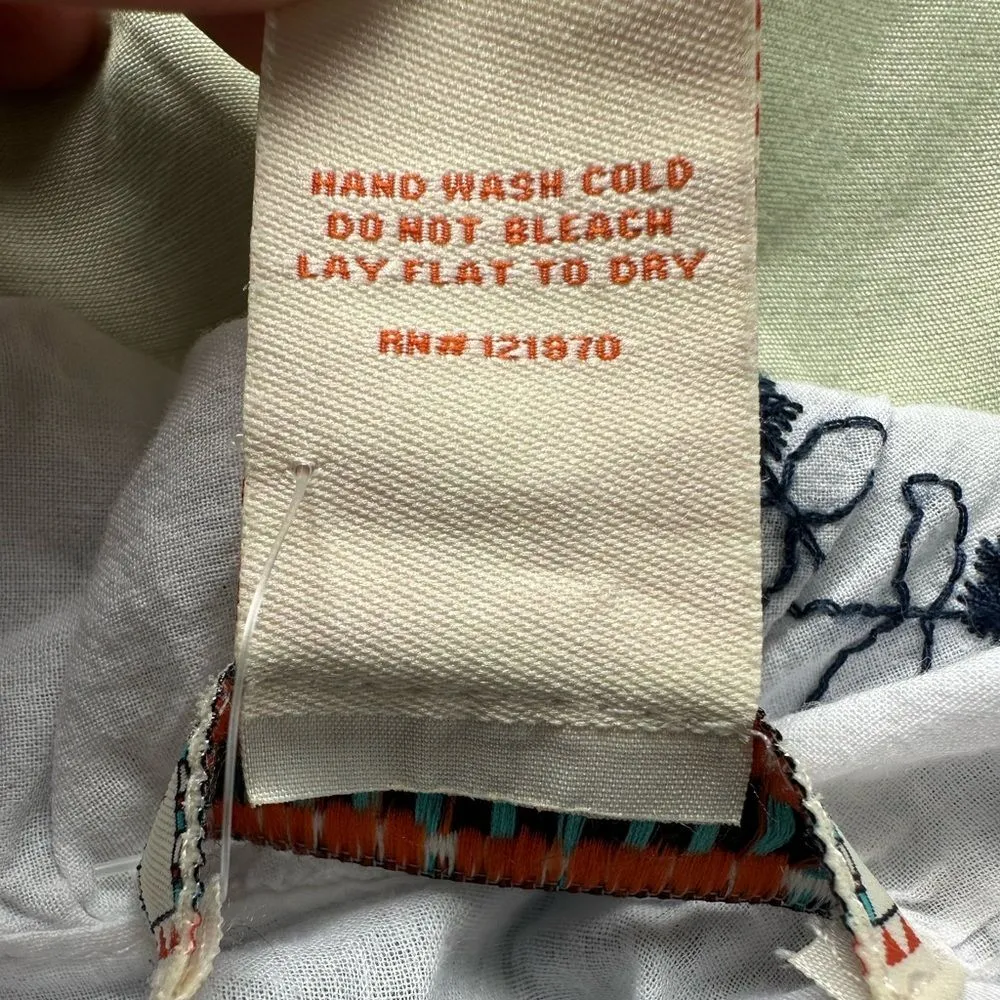 HAND WASH COLD
DO NOT BLEACH
LAY FLAT TO DRY
RN# 121970